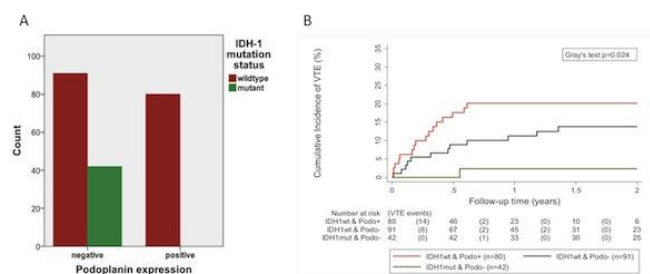 A
IDH-1
mutation
status
wildtype
mutant
100
80
60
40
20
0
Count
negative
positive
Podoplanin expression
B
Gray's test p=0.024
Cumulative Incidence of VTE (%)
35
30
25
20
15
10
5
0
0 .5 1 1.5 2
Follow-up time (years)
Number at risk (VTE events)
IDH1wt & Podo+ 80 (14) 46 (2) 23 (0) 10 (0) 6
IDH1wt & Podo- 91 (8) 67 (2) 45 (2) 31 (0) 23
IDH1mut & Podo- 42 (0) 42 (1) 33 (0) 30 (0) 25
IDH1wt & Podo+ (n=80) IDH1wt & Podo- (n=91)
IDH1mut & Podo- (n=42)